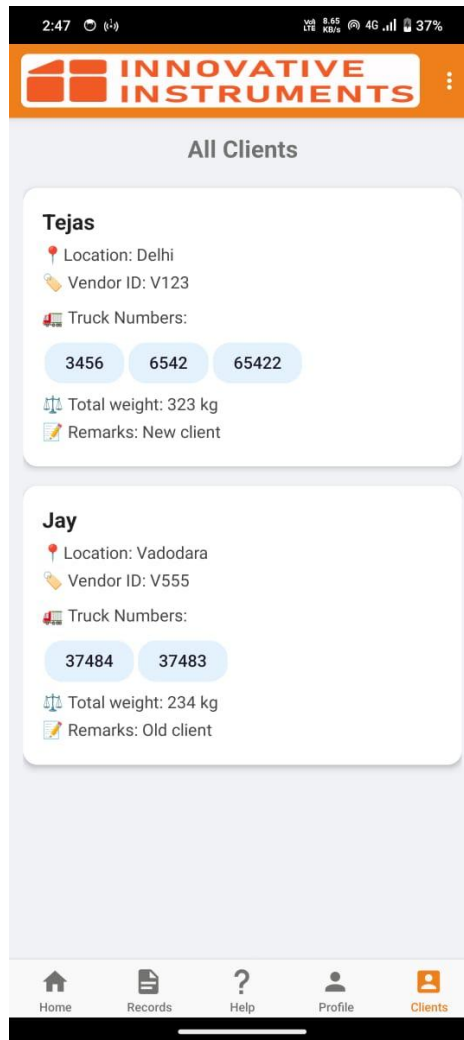 2:47
Vo) LTE 8.65 KB/s 4G 37%
INNOVATIVE
INSTRUMENTS
All Clients
Tejas
Location: Delhi
Vendor ID: V123
Truck Numbers:
3456 6542 65422
Total weight: 323 kg
Remarks: New client
Jay
Location: Vadodara
Vendor ID: V555
Truck Numbers:
37484 37483
Total weight: 234 kg
Remarks: Old client
Home Records Help Profile Clients